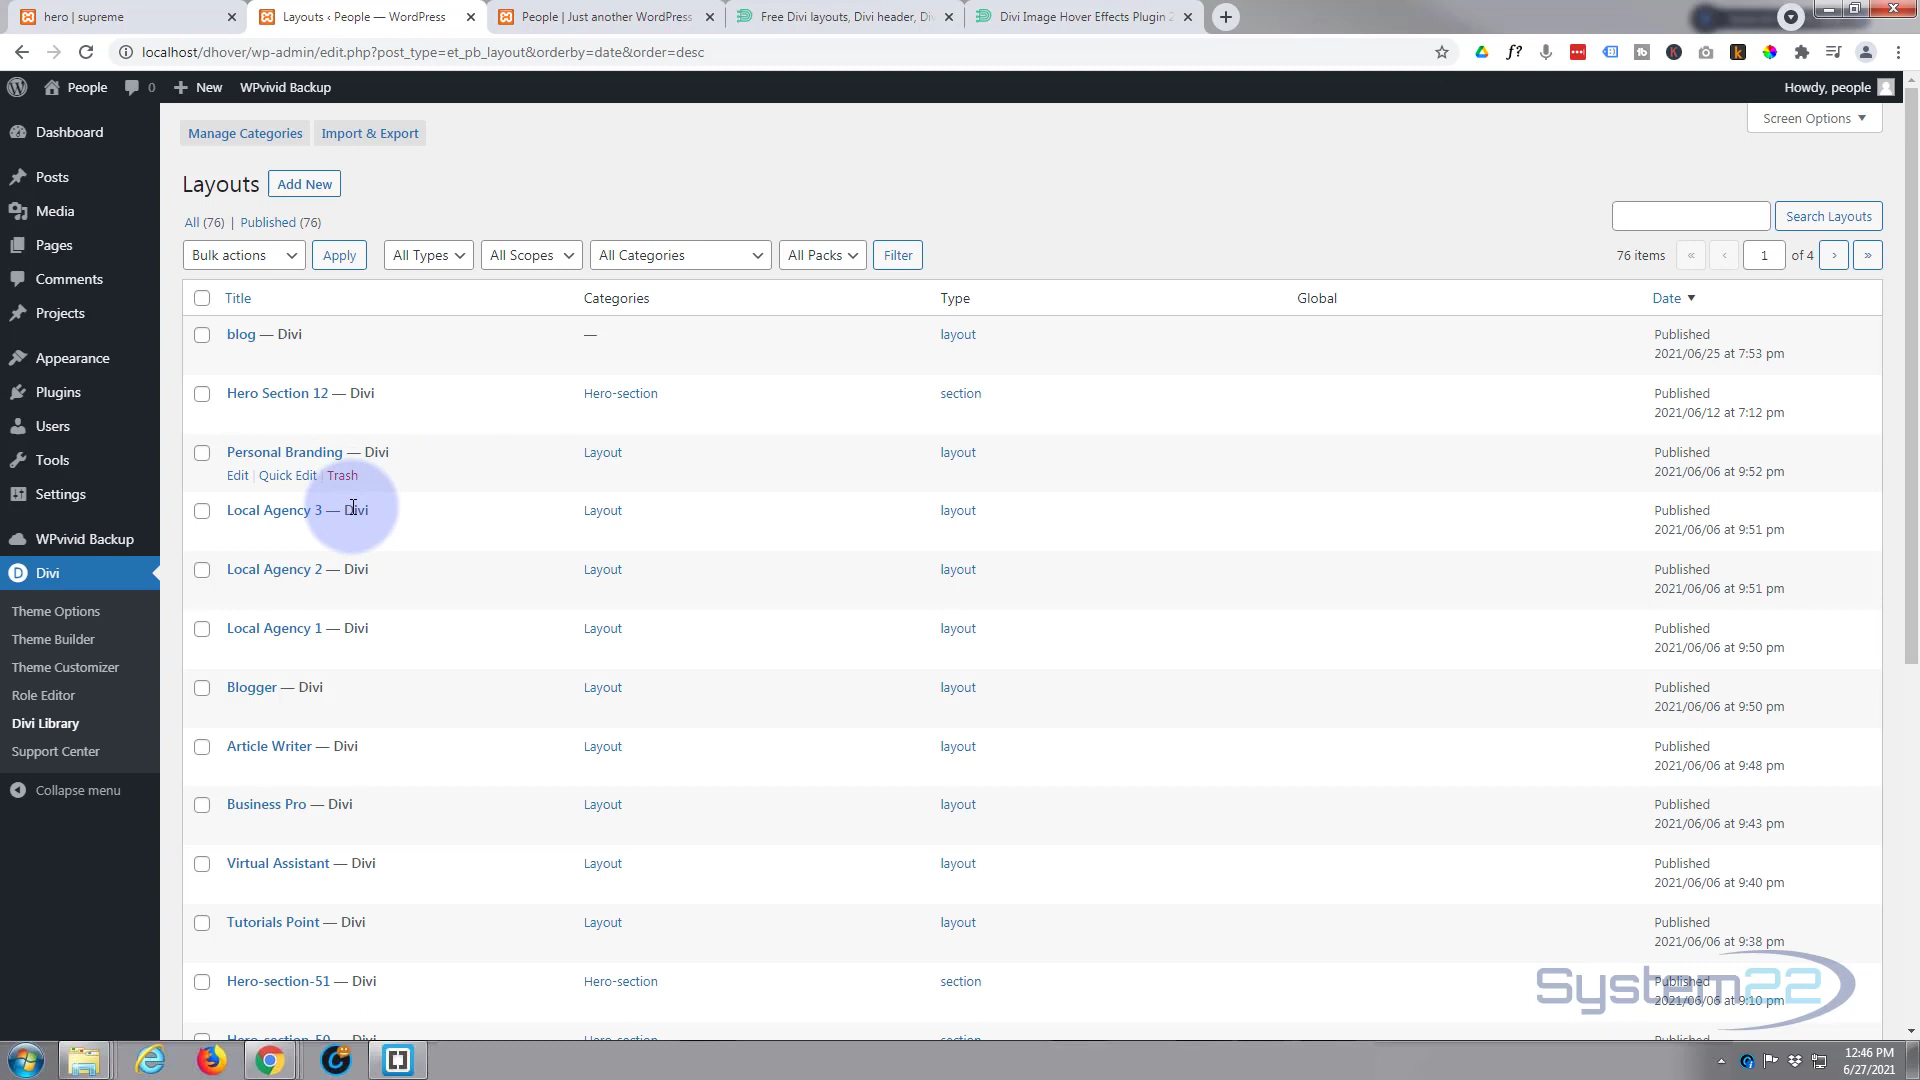 hero | supreme
Layouts ‹ People — WordPress
People | Just another WordPress
Free Divi layouts, Divi header, Di
Divi Image Hover Effects Plugin 2
localhost/dhover/wp-admin/edit.php?post_type=et_pb_layout&orderby=date&order=desc
People 0 New WPvivid Backup Howdy, people
Dashboard
Posts
Media
Pages
Comments
Projects
Appearance
Plugins
Users
Tools
Settings
WPvivid Backup
Divi
Theme Options
Theme Builder
Theme Customizer
Role Editor
Divi Library
Support Center
Collapse menu
Manage Categories Import & Export Screen Options
Layouts Add New
All (76) | Published (76) Search Layouts
Bulk actions Apply All Types All Scopes All Categories All Packs Filter 76 items « ‹ 1 of 4 › »
Title Categories Type Global Date
blog — Divi — layout Published
2021/06/25 at 7:53 pm
Hero Section 12 — Divi Hero-section section Published
2021/06/12 at 7:12 pm
Personal Branding — Divi Layout layout Published
Edit | Quick Edit | Trash 2021/06/06 at 9:52 pm
Local Agency 3 — Divi Layout layout Published
2021/06/06 at 9:51 pm
Local Agency 2 — Divi Layout layout Published
2021/06/06 at 9:51 pm
Local Agency 1 — Divi Layout layout Published
2021/06/06 at 9:50 pm
Blogger — Divi Layout layout Published
2021/06/06 at 9:50 pm
Article Writer — Divi Layout layout Published
2021/06/06 at 9:48 pm
Business Pro — Divi Layout layout Published
2021/06/06 at 9:43 pm
Virtual Assistant — Divi Layout layout Published
2021/06/06 at 9:40 pm
Tutorials Point — Divi Layout layout Published
2021/06/06 at 9:38 pm
Hero-section-51 — Divi Hero-section section Published
2021/06/06 at 9:10 pm
System22
12:46 PM
6/27/2021